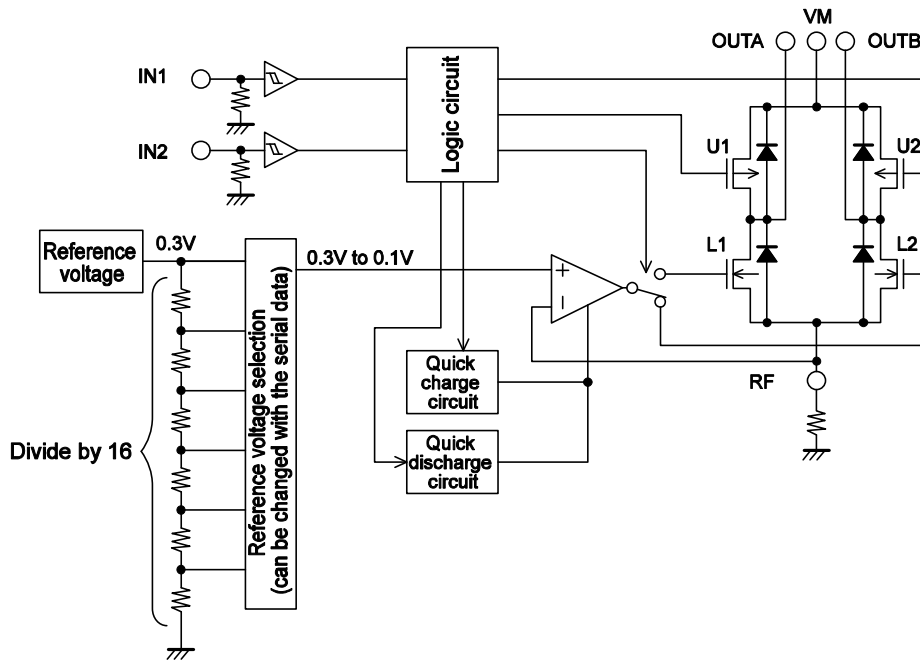 VM
OUTA
OUTB
IN1
IN2
Logic circuit
U1
U2
L1
L2
Reference
voltage
0.3V
0.3V to 0.1V
Reference voltage selection
(can be changed with the serial data)
+
−
Quick
charge
circuit
Quick
discharge
circuit
RF
Divide by 16